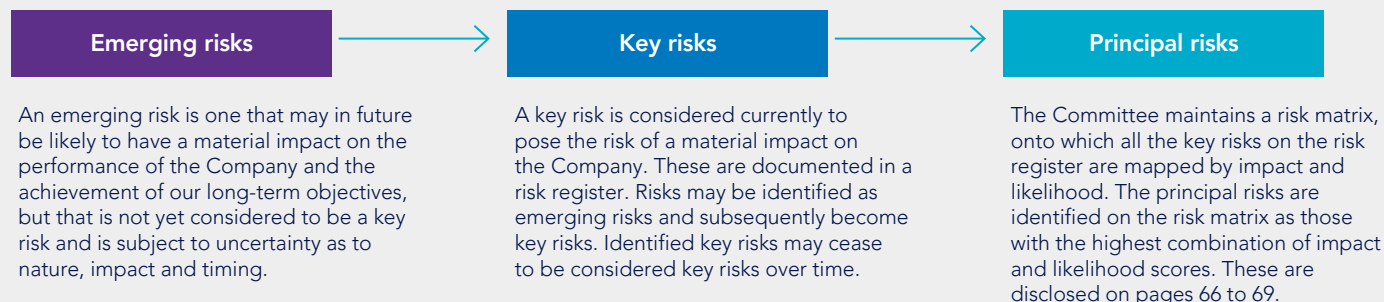 Emerging risks
An emerging risk is one that may in future
be likely to have a material impact on the
performance of the Company and the
achievement of our long-term objectives,
but that is not yet considered to be a key
risk and is subject to uncertainty as to
nature, impact and timing.
Key risks
A key risk is considered currently to
pose the risk of a material impact on
the Company. These are documented in a
risk register. Risks may be identified as
emerging risks and subsequently become
key risks. Identified key risks may cease
to be considered key risks over time.
Principal risks
The Committee maintains a risk matrix,
onto which all the key risks on the risk
register are mapped by impact and
likelihood. The principal risks are
identified on the risk matrix as those
with the highest combination of impact
and likelihood scores. These are
disclosed on pages 66 to 69.